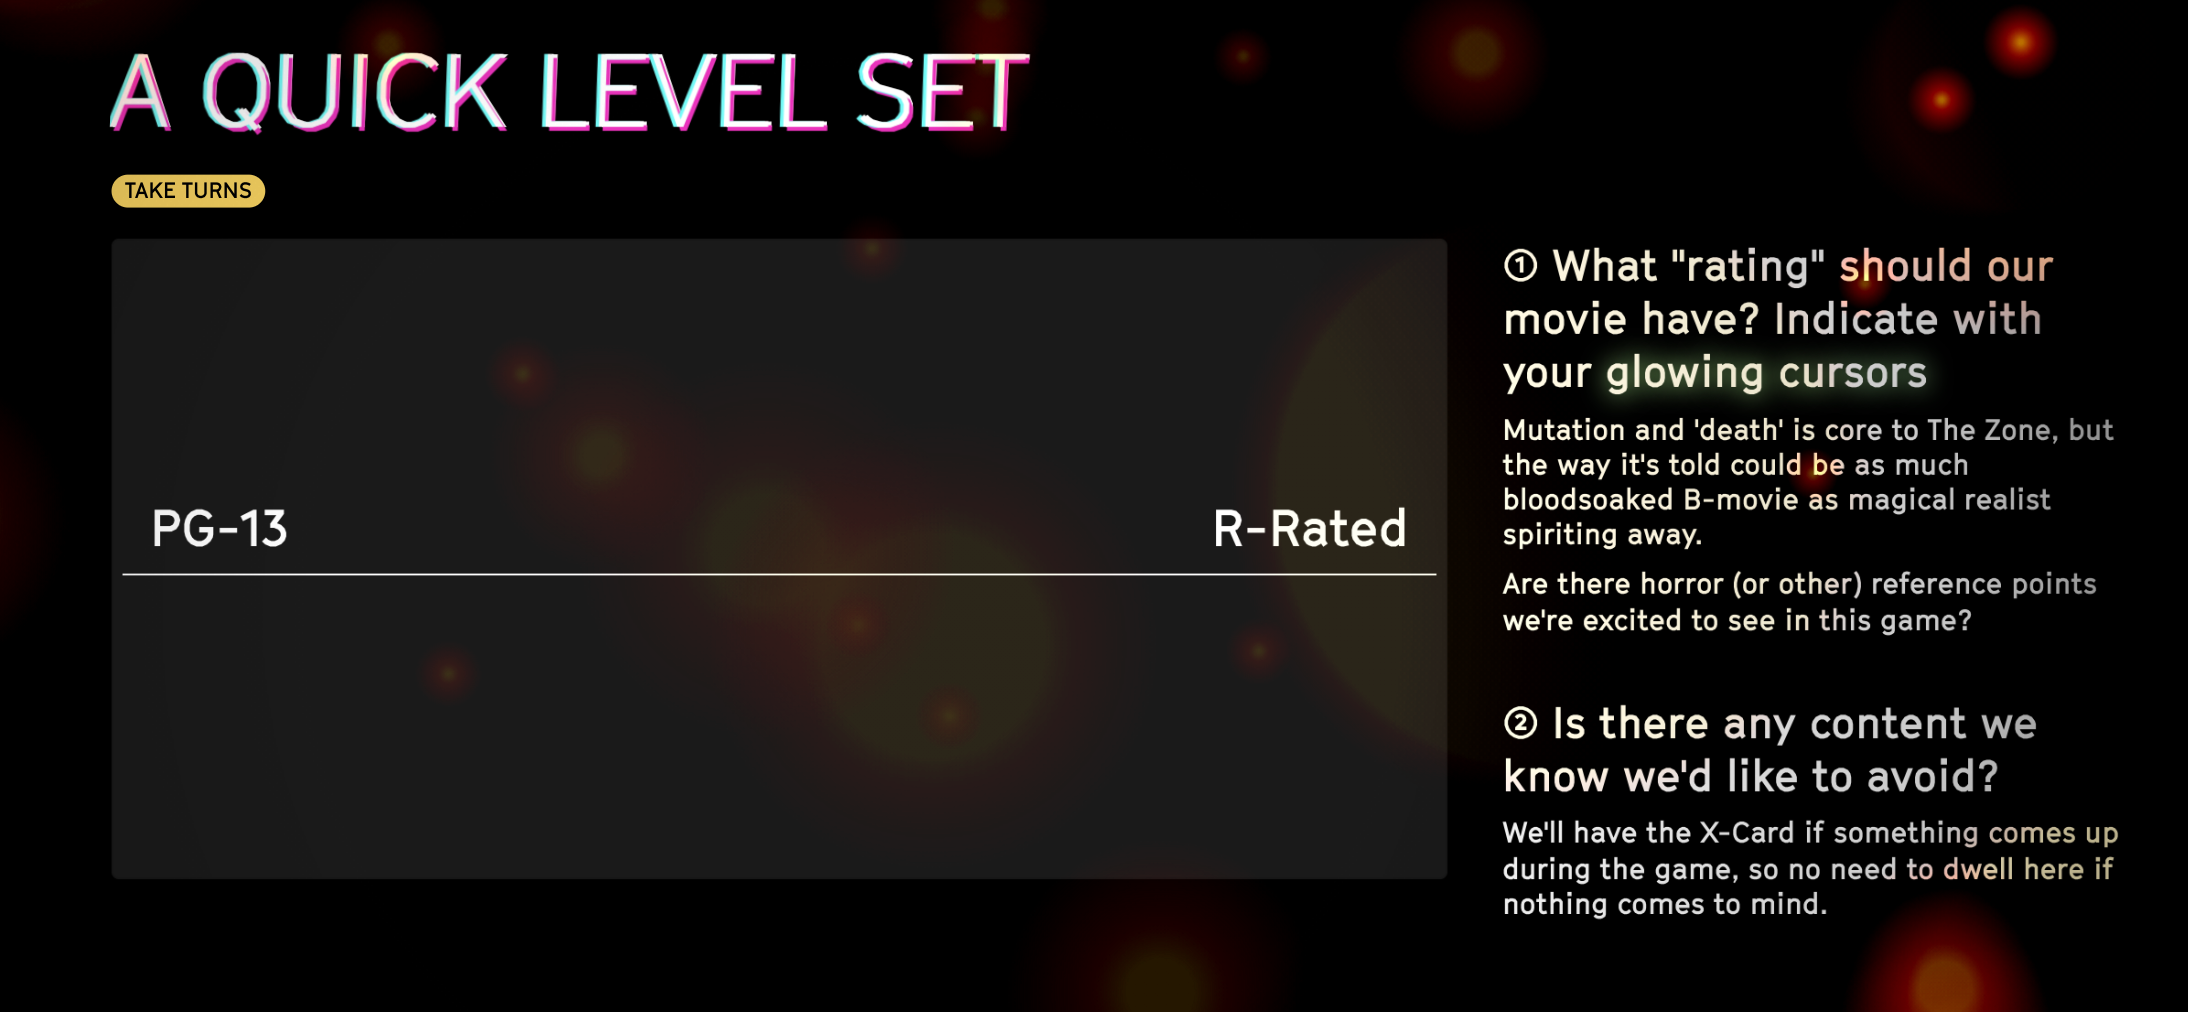 A QUICK LEVEL SET
TAKE TURNS
PG-13
R-Rated
① What "rating" should our
movie have? Indicate with
your glowing cursors
Mutation and 'death' is core to The Zone, but
the way it's told could be as much
bloodsoaked B-movie as magical realist
spiriting away.
Are there horror (or other) reference points
we're excited to see in this game?
② Is there any content we
know we'd like to avoid?
We'll have the X-Card if something comes up
during the game, so no need to dwell here if
nothing comes to mind.